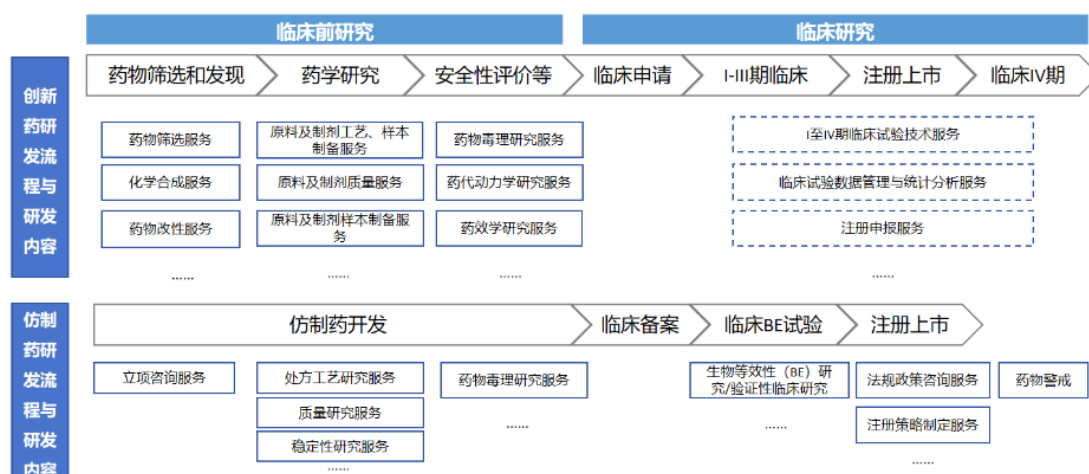 临床前研究
临床研究
创新
药研
发流
程与
研发
内容
药物筛选和发现
药学研究
安全性评价等
临床申请
I-III期临床
注册上市
临床IV期
药物筛选服务
原料及制剂工艺、样本
制备服务
药物毒理研究服务
I至IV期临床试验技术服务
化学合成服务
原料及制剂质量服务
药代动力学研究服务
临床试验数据管理与统计分析服务
药物改性服务
原料及制剂样本制备服
务
药效学研究服务
注册申报服务
……
……
……
……
仿制
药研
发流
程与
研发
内容
仿制药开发
临床备案
临床BE试验
注册上市
立项咨询服务
处方工艺研究服务
药物毒理研究服务
生物等效性（BE）研
究/验证性临床研究
法规政策咨询服务
药物警戒
质量研究服务
……
……
注册策略制定服务
稳定性研究服务
……
……